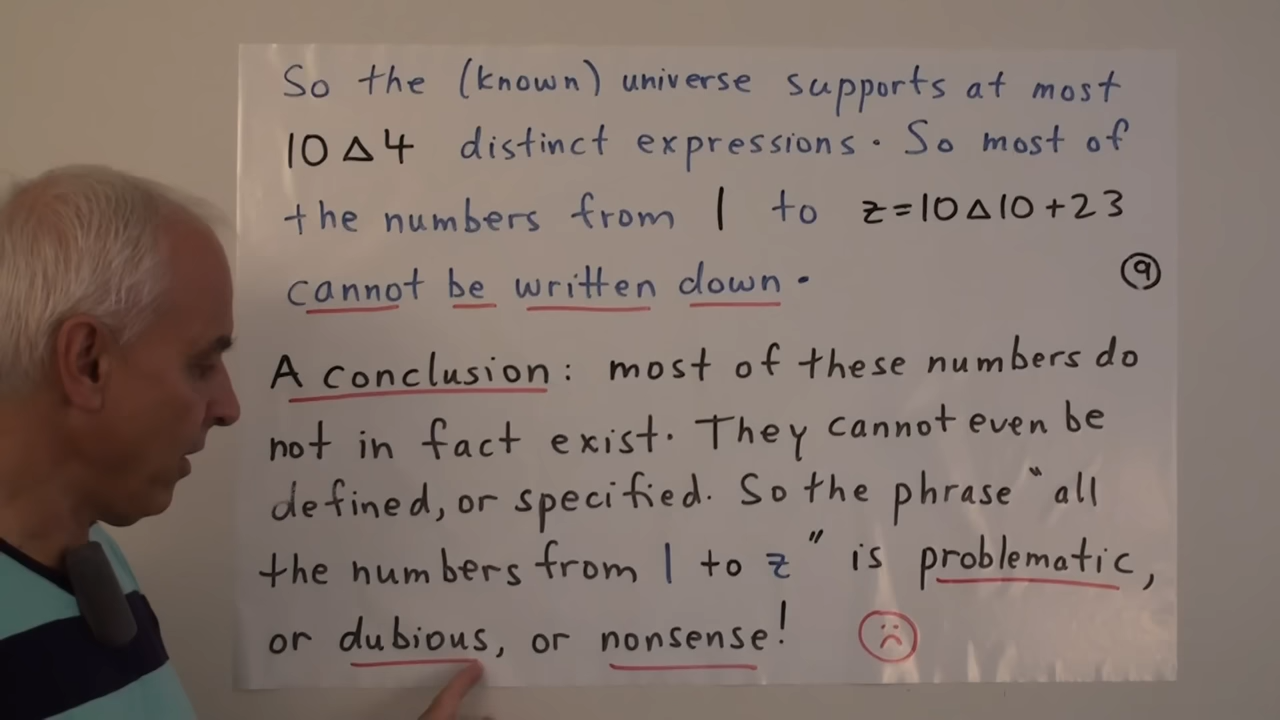 So the (known) universe supports at most
10 △ 4 distinct expressions. So most of
the numbers from 1 to z = 10 △ 10 + 23
cannot be written down.
9
A conclusion: most of these numbers do
not in fact exist. They cannot even be
defined, or specified. So the phrase "all
the numbers from 1 to z" is problematic,
or dubious, or nonsense!